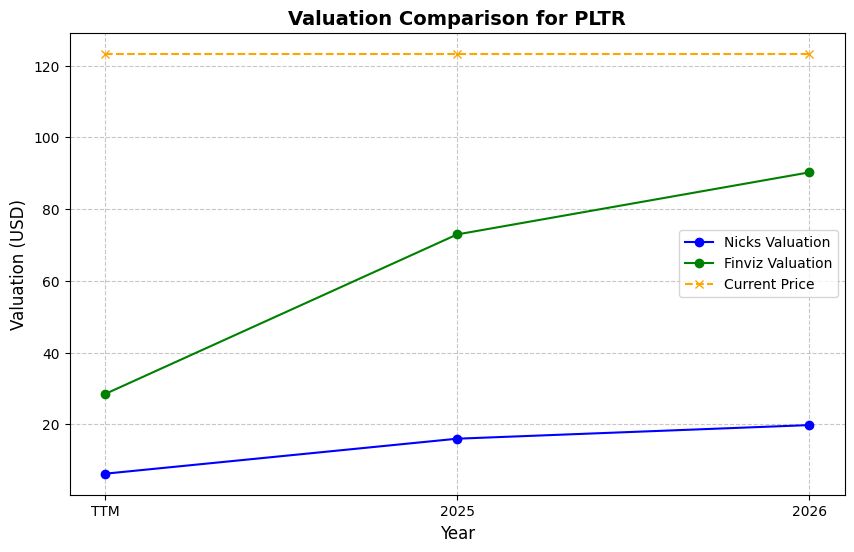 Valuation Comparison for PLTR
Valuation (USD)
120
100
80
60
40
20
Nicks Valuation
Finviz Valuation
Current Price
TTM
2025
2026
Year